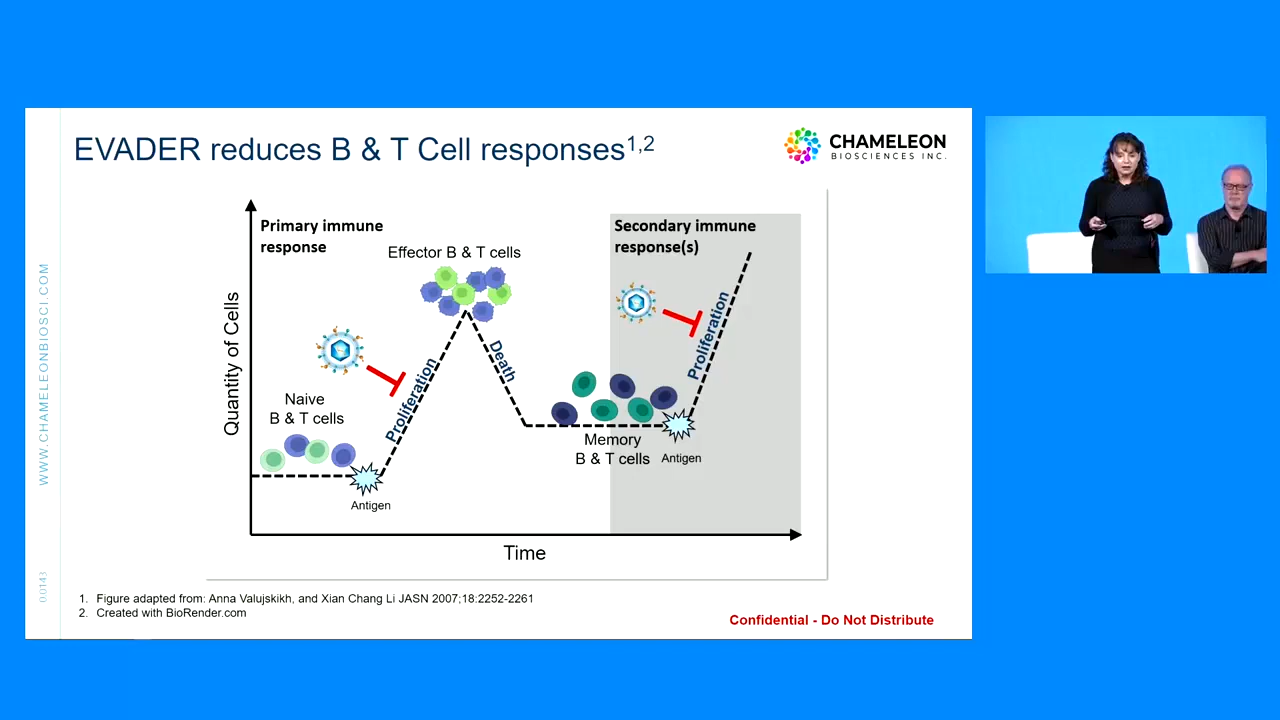 EVADER reduces B & T Cell responses1,2
CHAMELEON
BIOSCIENCES INC.
WWW.CHAMELEONBIOSCI.COM
Primary immune
response
Effector B & T cells
Secondary immune
response(s)
Quantity of Cells
Proliferation
Death
Proliferation
Naive
B & T cells
Antigen
Memory
B & T cells
Antigen
Time
00143
1. Figure adapted from: Anna Valujskikh, and Xian Chang Li JASN 2007;18:2252-2261
2. Created with BioRender.com
Confidential - Do Not Distribute